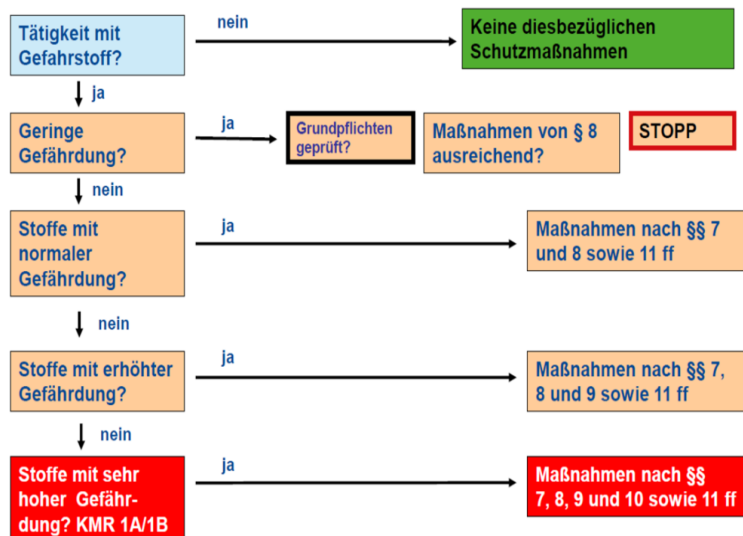 Tätigkeit mit
Gefahrstoff?
nein
Keine diesbezüglichen
Schutzmaßnahmen
ja
Geringe
Gefährdung?
ja
Grundpflichten
geprüft?
Maßnahmen von § 8
ausreichend?
STOPP
nein
Stoffe mit
normaler
Gefährdung?
ja
Maßnahmen nach §§ 7
und 8 sowie 11 ff
nein
Stoffe mit erhöhter
Gefährdung?
ja
Maßnahmen nach §§ 7,
8 und 9 sowie 11 ff
nein
Stoffe mit sehr
hoher Gefähr-
dung? KMR 1A/1B
ja
Maßnahmen nach §§
7, 8, 9 und 10 sowie 11 ff